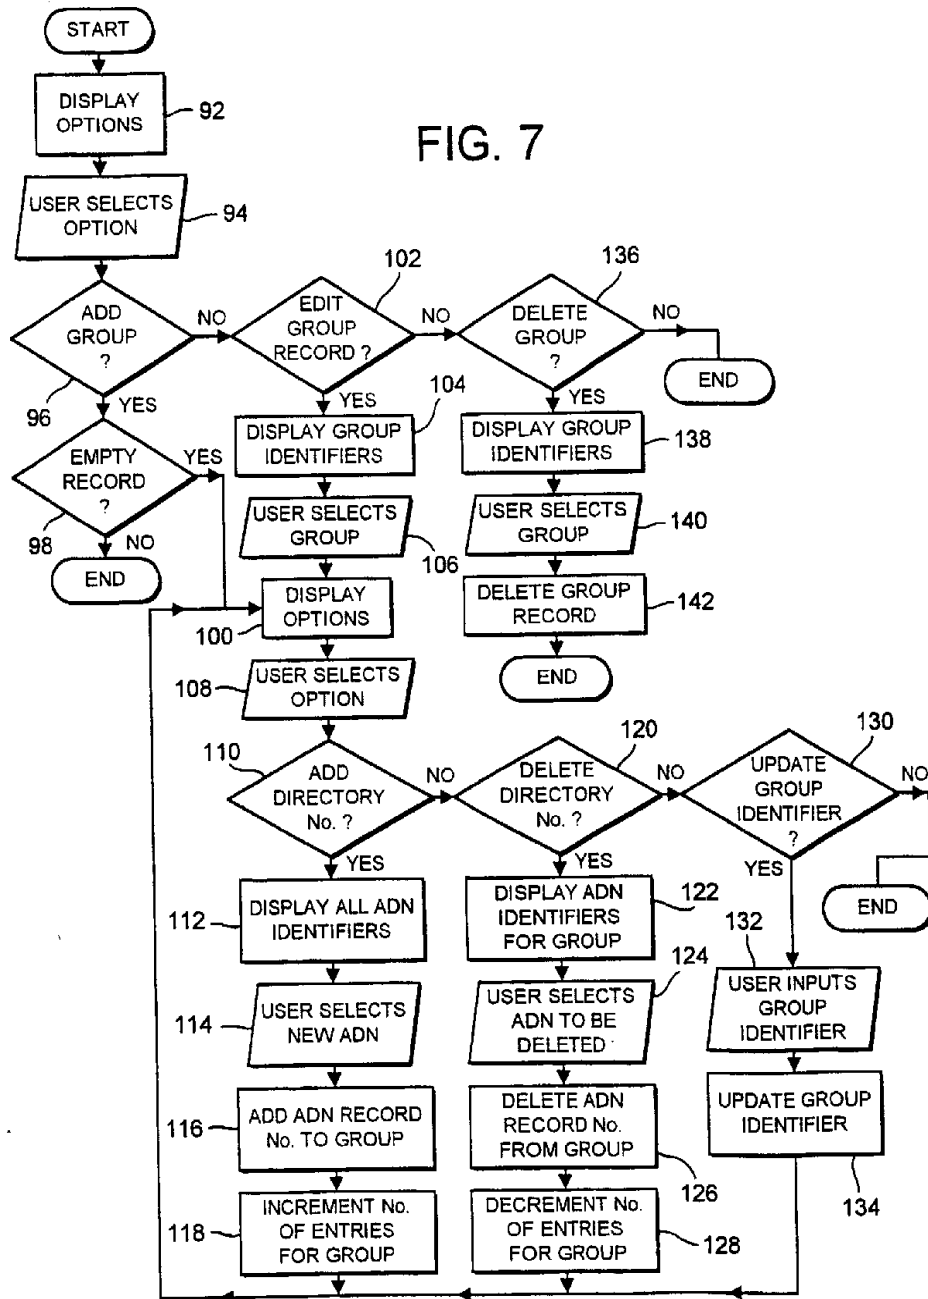 START
DISPLAY
OPTIONS
92
FIG. 7
USER SELECTS
OPTION
94
ADD
GROUP
?
96
NO
EDIT
GROUP
RECORD ?
102
NO
DELETE
GROUP
?
136
NO
END
YES
EMPTY
RECORD
?
98
YES
NO
END
YES
104
DISPLAY GROUP
IDENTIFIERS
USER SELECTS
GROUP
106
DISPLAY
OPTIONS
100
USER SELECTS
OPTION
108
YES
DISPLAY GROUP
IDENTIFIERS
138
USER SELECTS
GROUP
140
DELETE GROUP
RECORD
142
END
110
ADD
DIRECTORY
No. ?
NO
120
DELETE
DIRECTORY
No. ?
NO
130
UPDATE
GROUP
IDENTIFIER
?
NO
END
YES
DISPLAY ALL ADN
IDENTIFIERS
112
USER SELECTS
NEW ADN
114
ADD ADN RECORD
No. TO GROUP
116
INCREMENT No.
OF ENTRIES
FOR GROUP
118
YES
DISPLAY ADN
IDENTIFIERS
FOR GROUP
122
USER SELECTS
ADN TO BE
DELETED
124
DELETE ADN
RECORD No.
FROM GROUP
126
DECREMENT No.
OF ENTRIES
FOR GROUP
128
YES
132
USER INPUTS
GROUP
IDENTIFIER
UPDATE GROUP
IDENTIFIER
134